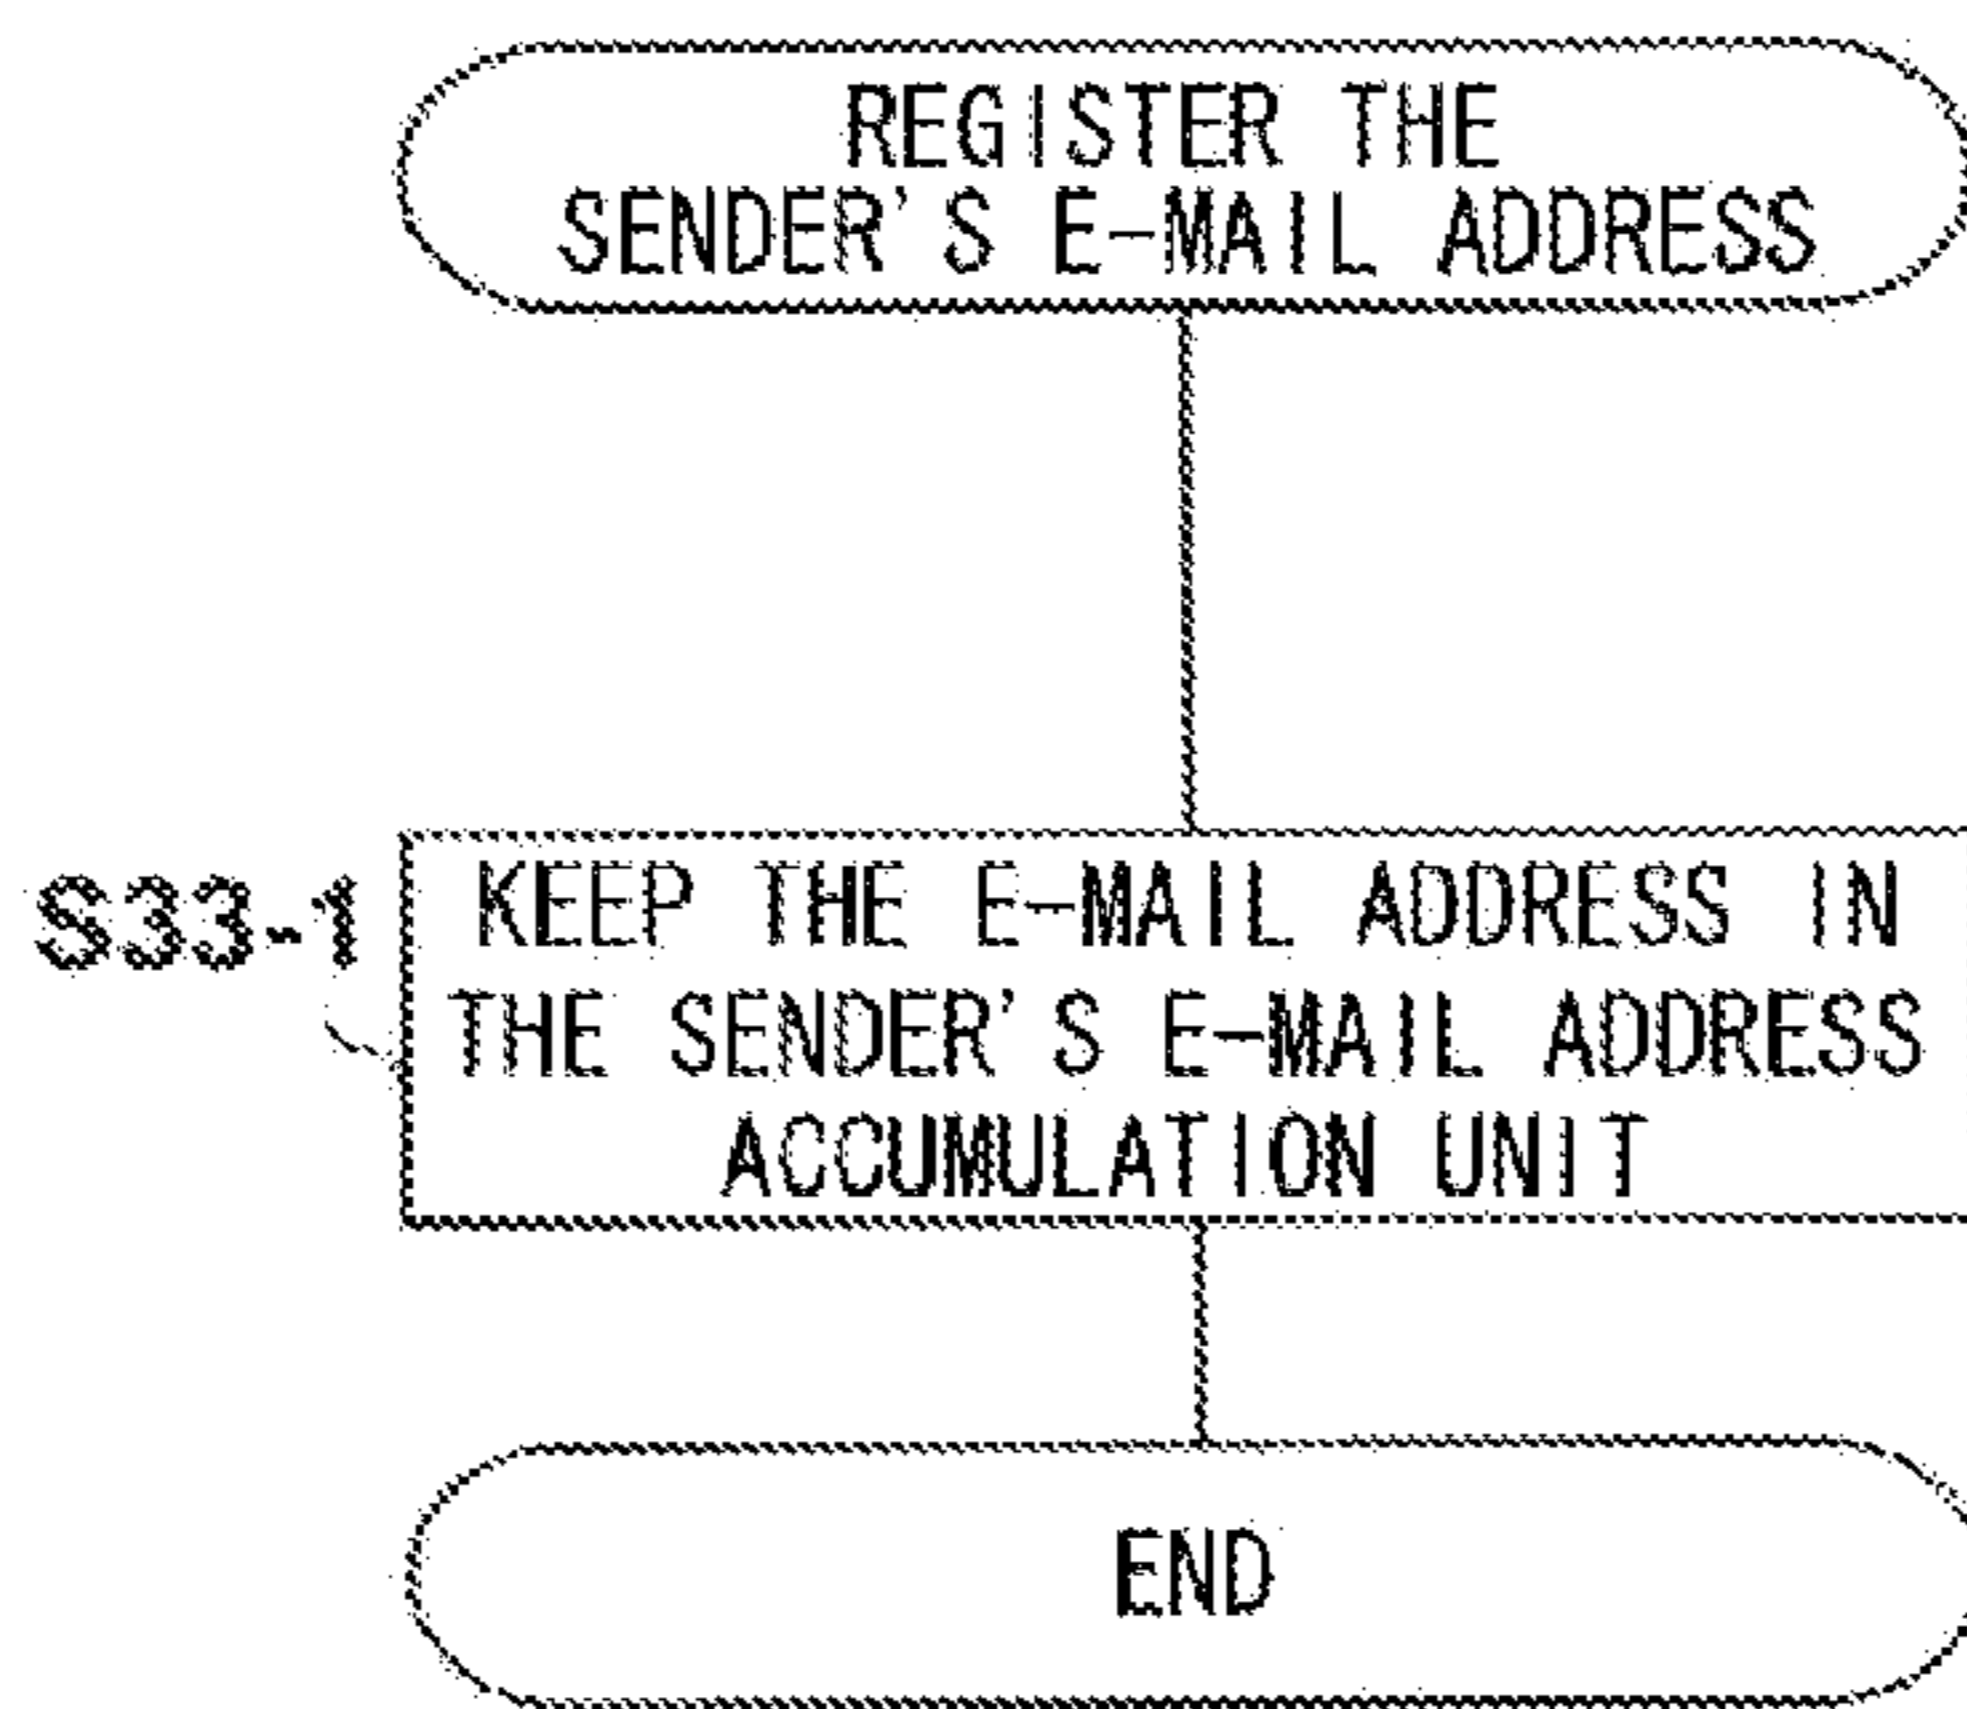 REGISTER THE
SENDER'S E-MAIL ADDRESS
S33-1
KEEP THE E-MAIL ADDRESS IN
THE SENDER'S E-MAIL ADDRESS
ACCUMULATION UNIT
END